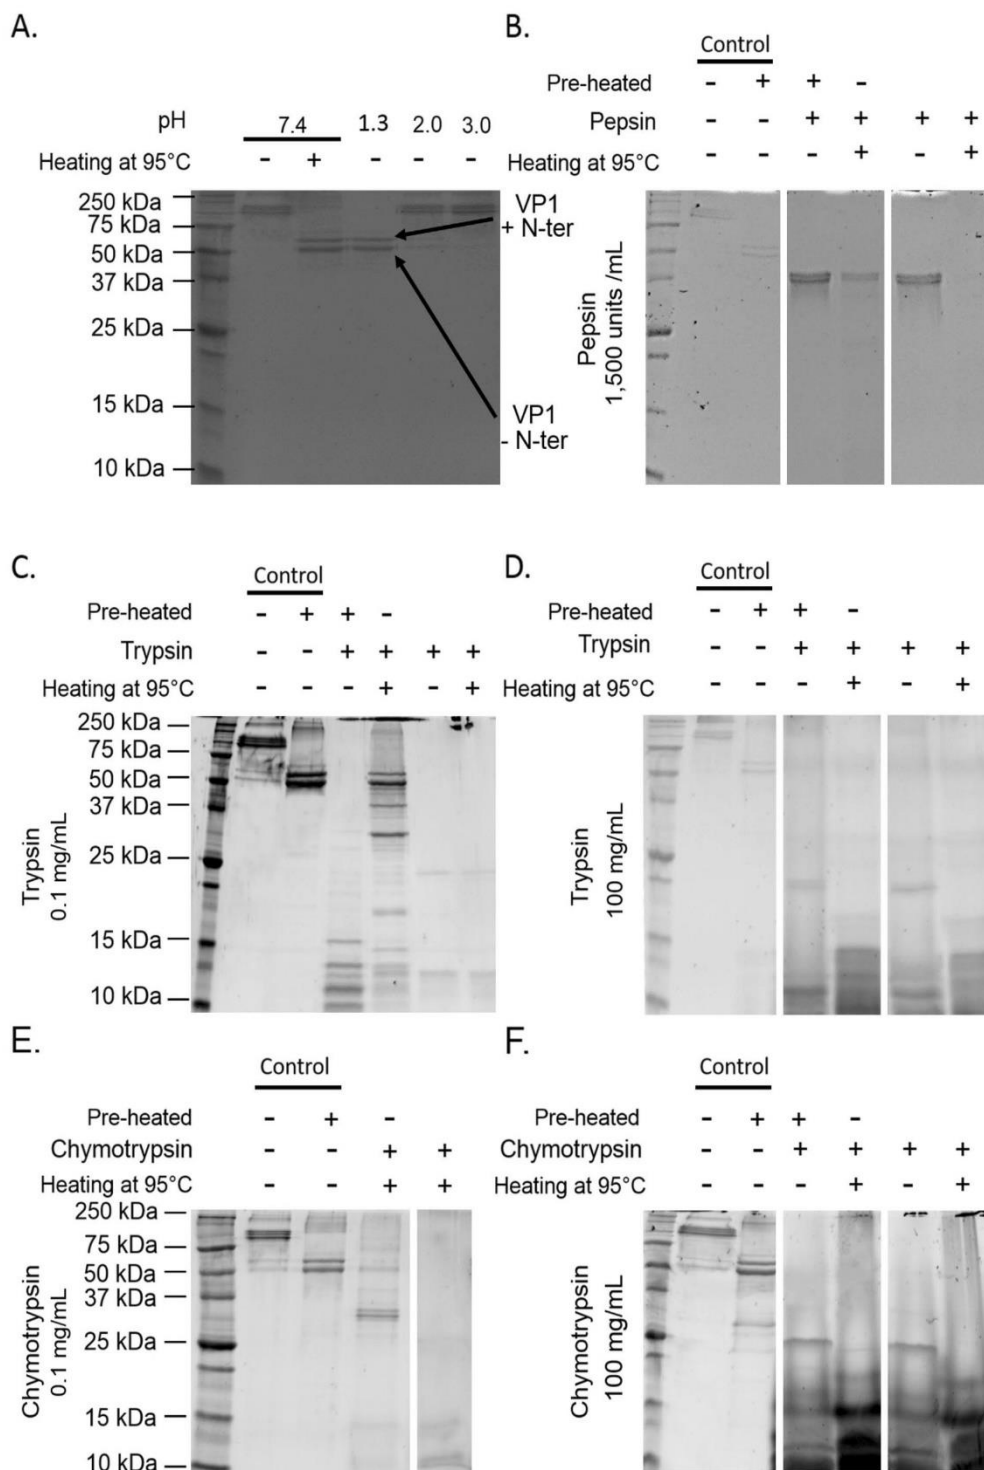 A.
pH 7.4 1.3 2.0 3.0
Heating at 95°C - + - - -
250 kDa
75 kDa
50 kDa
37 kDa
25 kDa
15 kDa
10 kDa
VP1
+ N-ter
VP1
- N-ter
B.
Control
Pre-heated - + + -
Pepsin - - + + + +
Heating at 95°C - - - + - +
Pepsin
1,500 units /mL
C.
Control
Pre-heated - + + -
Trypsin - - + + + +
Heating at 95°C - - - + - +
250 kDa
75 kDa
50 kDa
37 kDa
25 kDa
15 kDa
10 kDa
Trypsin
0.1 mg/mL
D.
Control
Pre-heated - + + -
Trypsin - - + + + +
Heating at 95°C - - - + - +
Trypsin
100 mg/mL
E.
Control
Pre-heated - + -
Chymotrypsin - - + +
Heating at 95°C - - + +
250 kDa
75 kDa
50 kDa
37 kDa
25 kDa
15 kDa
10 kDa
Chymotrypsin
0.1 mg/mL
F.
Control
Pre-heated - + + -
Chymotrypsin - - + + + +
Heating at 95°C - - - + - +
Chymotrypsin
100 mg/mL